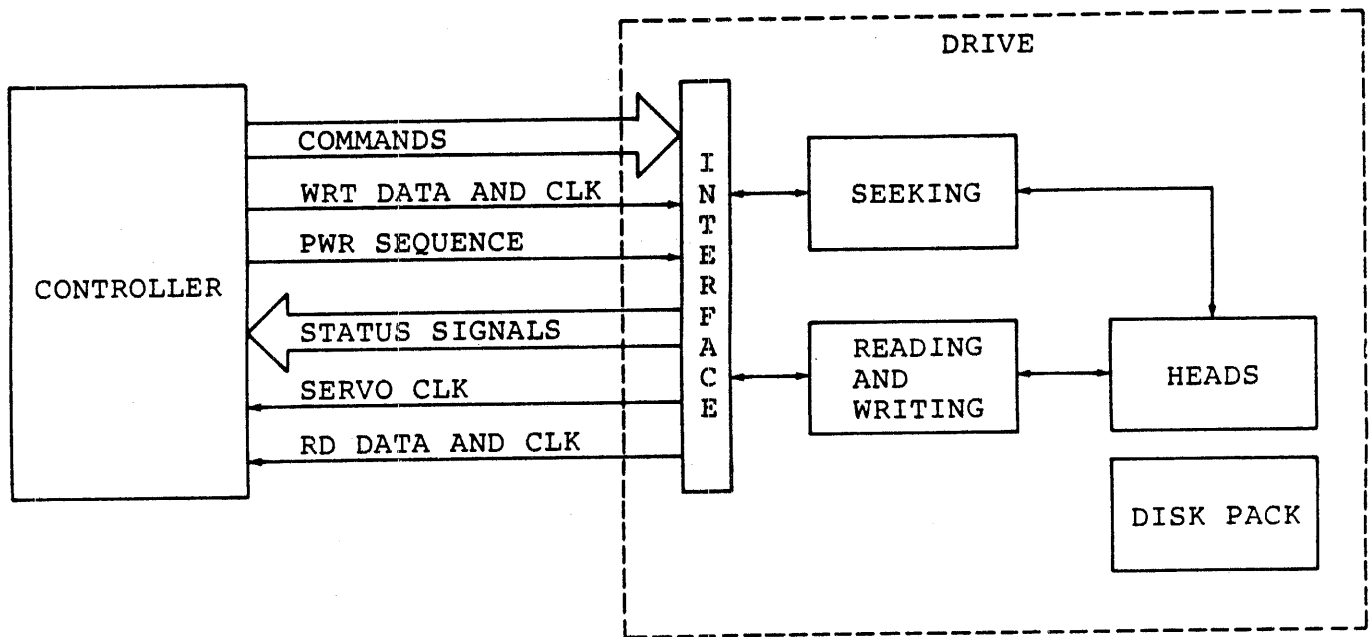 DRIVE
CONTROLLER
COMMANDS
WRT DATA AND CLK
PWR SEQUENCE
STATUS SIGNALS
SERVO CLK
RD DATA AND CLK
INTERFACE
SEEKING
READING
AND
WRITING
HEADS
DISK PACK